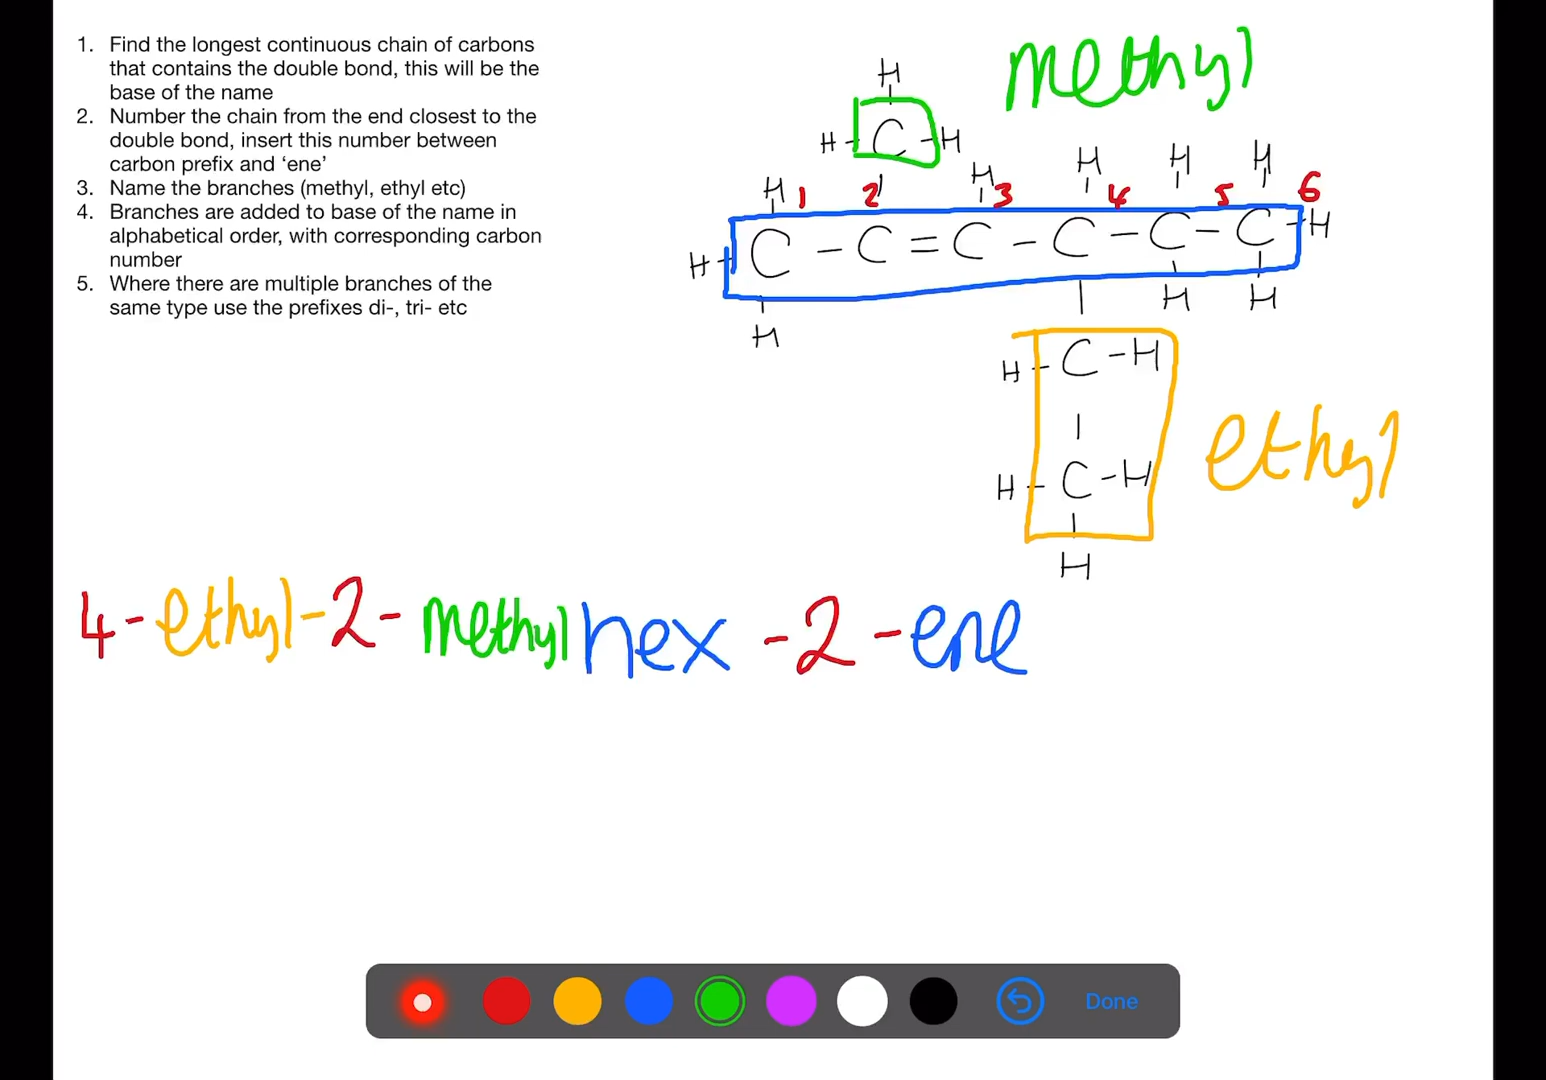 1. Find the longest continuous chain of carbons
that contains the double bond, this will be the
base of the name
2. Number the chain from the end closest to the
double bond, insert this number between
carbon prefix and ‘ene’
3. Name the branches (methyl, ethyl etc)
4. Branches are added to base of the name in
alphabetical order, with corresponding carbon
number
5. Where there are multiple branches of the
same type use the prefixes di-, tri- etc
methyl
H
H - C - H
H 1 2 H 3 H 4 H 5 H 6
H - C - C = C - C - C - C - H
H H H
H - C - H
H - C - H
H
ethyl
4-ethyl-2-methylhex-2-ene
Done